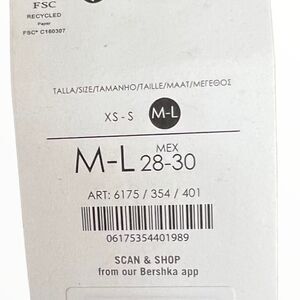 FSC
RECYCLED
Paper
FSC® C160307
TALLA/SIZE/TAMANHO/TAILLE/MAAT/ΜΕΓΕΘΟΣ
XS - S M-L
MEX
M-L 28-30
ART: 6175 / 354 / 401
06175354401989
SCAN & SHOP
from our Bershka app